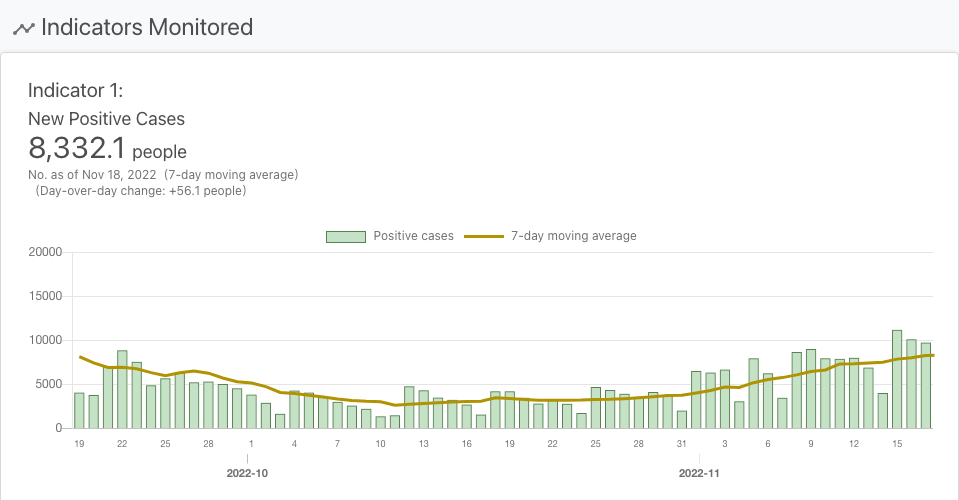 Indicators Monitored
Indicator 1:
New Positive Cases
8,332.1 people
No. as of Nov 18, 2022 (7-day moving average)
(Day-over-day change: +56.1 people)
Positive cases 7-day moving average
20000
15000
10000
5000
0
19 22 25 28 1 4 7 10 13 16 19 22 25 28 31 3 6 9 12 15
2022-10 2022-11